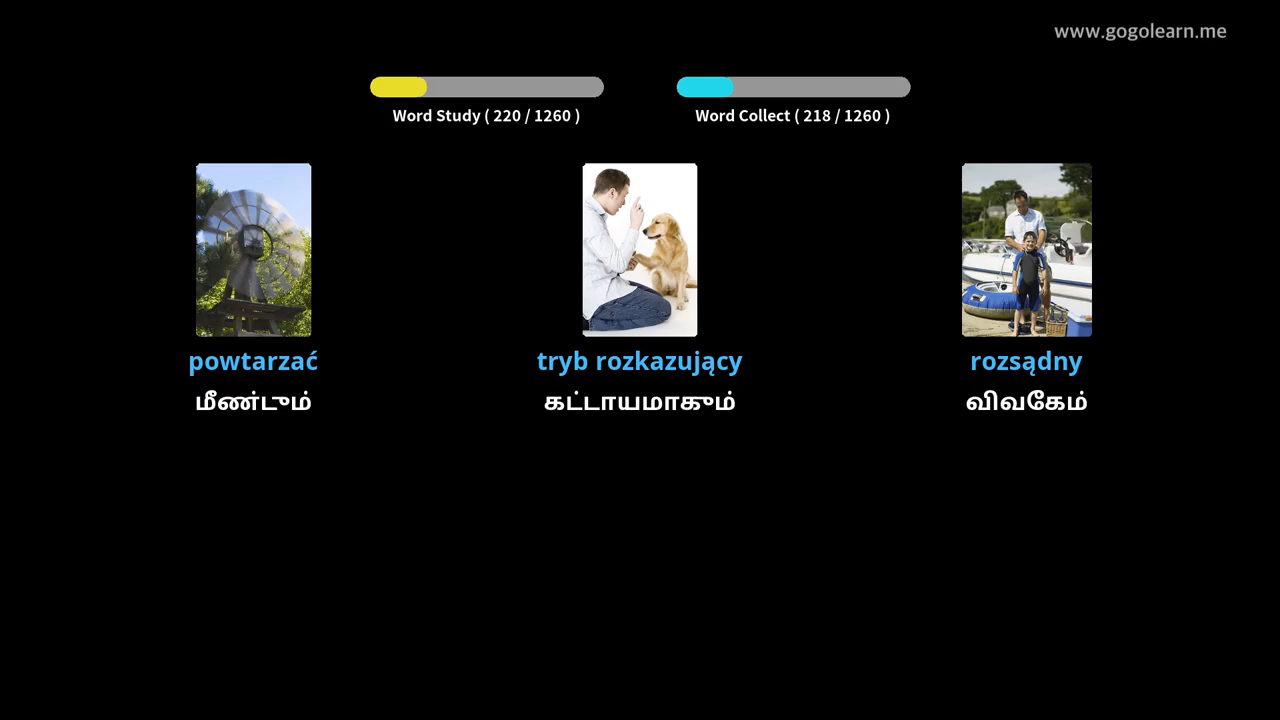 www.gogolearn.me
Word Study ( 220 / 1260 )
Word Collect ( 218 / 1260 )
powtarzać
tryb rozkazujący
rozsądny
மீண்டும்
கட்டாயமாகும்
விவகேம்